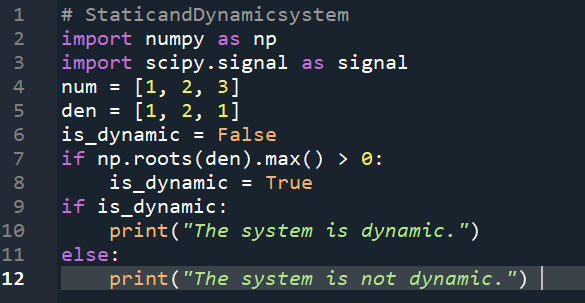 1 # StaticandDynamicsystem
2 import numpy as np
3 import scipy.signal as signal
4 num = [1, 2, 3]
5 den = [1, 2, 1]
6 is_dynamic = False
7 if np.roots(den).max() > 0:
8     is_dynamic = True
9 if is_dynamic:
10     print("The system is dynamic.")
11 else:
12     print("The system is not dynamic.")